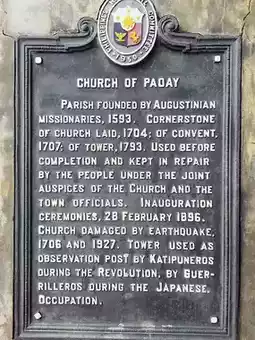 1950
CHURCH OF PAOAY
PARISH FOUNDED BY AUGUSTINIAN
MISSIONARIES, 1593. CORNERSTONE
OF CHURCH LAID, 1704; OF CONVENT,
1707; OF TOWER, 1793. USED BEFORE
COMPLETION AND KEPT IN REPAIR
BY THE PEOPLE UNDER THE JOINT
AUSPICES OF THE CHURCH AND THE
TOWN OFFICIALS. INAUGURATION
CEREMONIES, 28 FEBRUARY 1896.
CHURCH DAMAGED BY EARTHQUAKE,
1706 AND 1927. TOWER USED AS
OBSERVATION POST BY KATIPUNEROS
DURING THE REVOLUTION, BY GUER-
RILLEROS DURING THE JAPANESE
OCCUPATION.